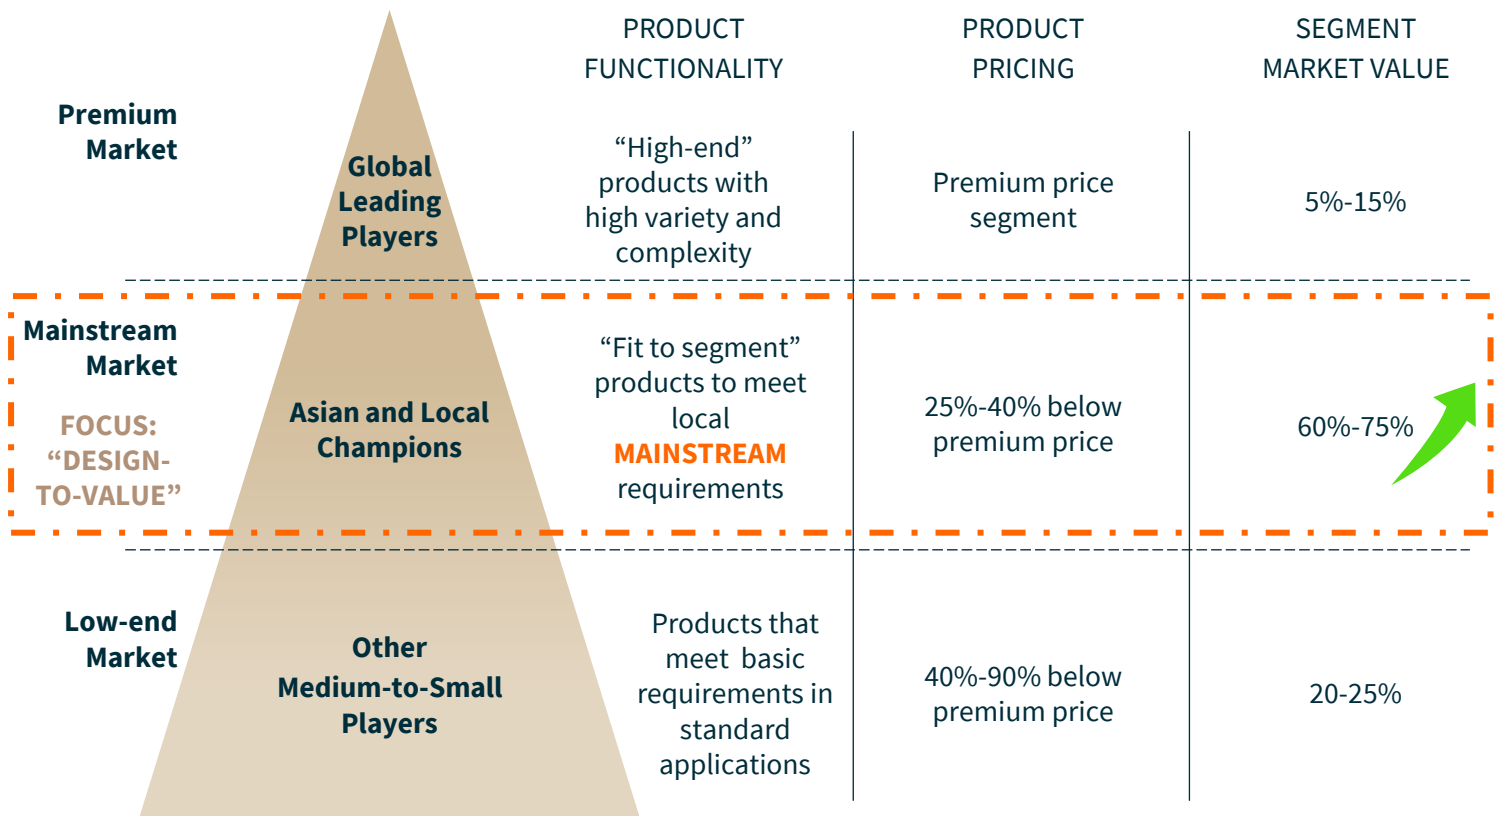 PRODUCT
FUNCTIONALITY
PRODUCT
PRICING
SEGMENT
MARKET VALUE
Premium
Market
Global
Leading
Players
“High-end”
products with
high variety and
complexity
Premium price
segment
5%-15%
Mainstream
Market
FOCUS:
“DESIGN-
TO-VALUE”
Asian and Local
Champions
“Fit to segment”
products to meet
local
MAINSTREAM
requirements
25%-40% below
premium price
60%-75%
Low-end
Market
Other
Medium-to-Small
Players
Products that
meet  basic
requirements in
standard
applications
40%-90% below
premium price
20-25%